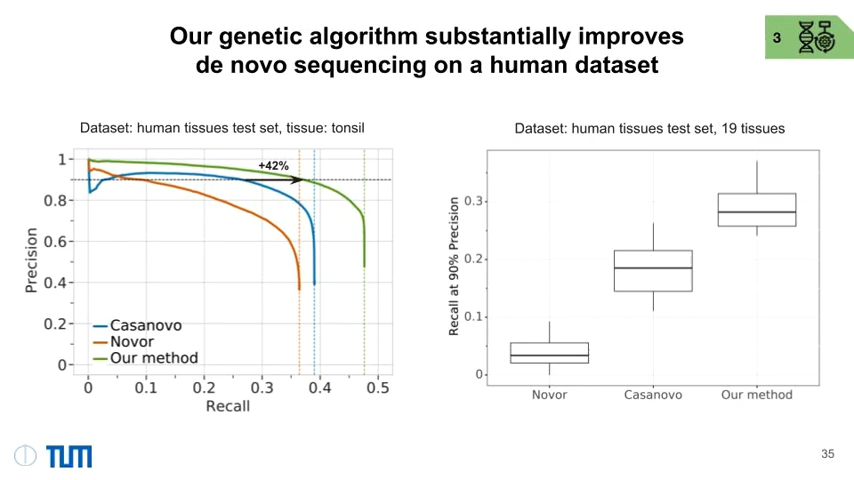 Our genetic algorithm substantially improves
de novo sequencing on a human dataset
3
Dataset: human tissues test set, tissue: tonsil
Precision
1
0.8
0.6
0.4
0.2
0
+42%
Casanovo
Novor
Our method
0
0.1
0.2
0.3
0.4
0.5
Recall
Dataset: human tissues test set, 19 tissues
Recall at 90% Precision
0.3
0.2
0.1
0
Novor
Casanovo
Our method
TUM
35